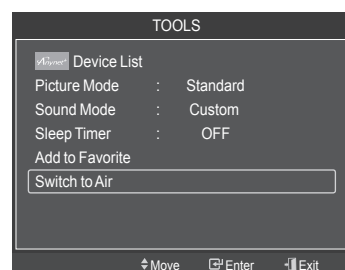 TOOLS
Anynet+ Device List
Picture Mode : Standard
Sound Mode : Custom
Sleep Timer : OFF
Add to Favorite
Switch to Air
Move Enter Exit